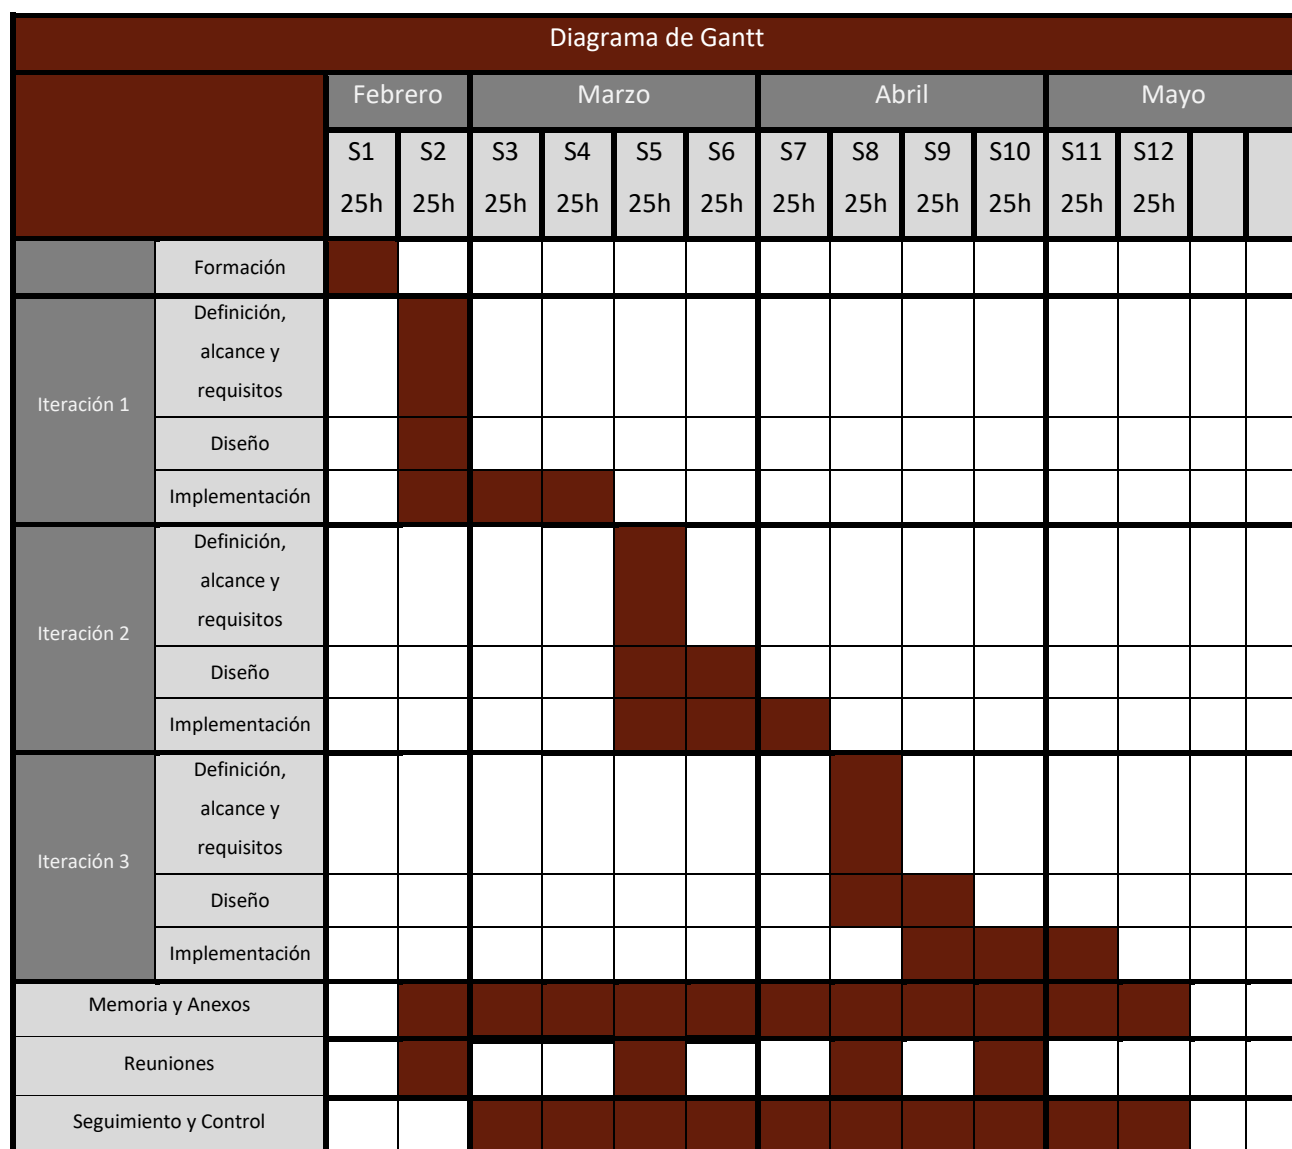 Diagrama de Gantt
Febrero Marzo Abril Mayo
S1 S2 S3 S4 S5 S6 S7 S8 S9 S10 S11 S12
25h 25h 25h 25h 25h 25h 25h 25h 25h 25h 25h 25h
Formación
Iteración 1
Definición,
alcance y
requisitos
Diseño
Implementación
Iteración 2
Definición,
alcance y
requisitos
Diseño
Implementación
Iteración 3
Definición,
alcance y
requisitos
Diseño
Implementación
Memoria y Anexos
Reuniones
Seguimiento y Control